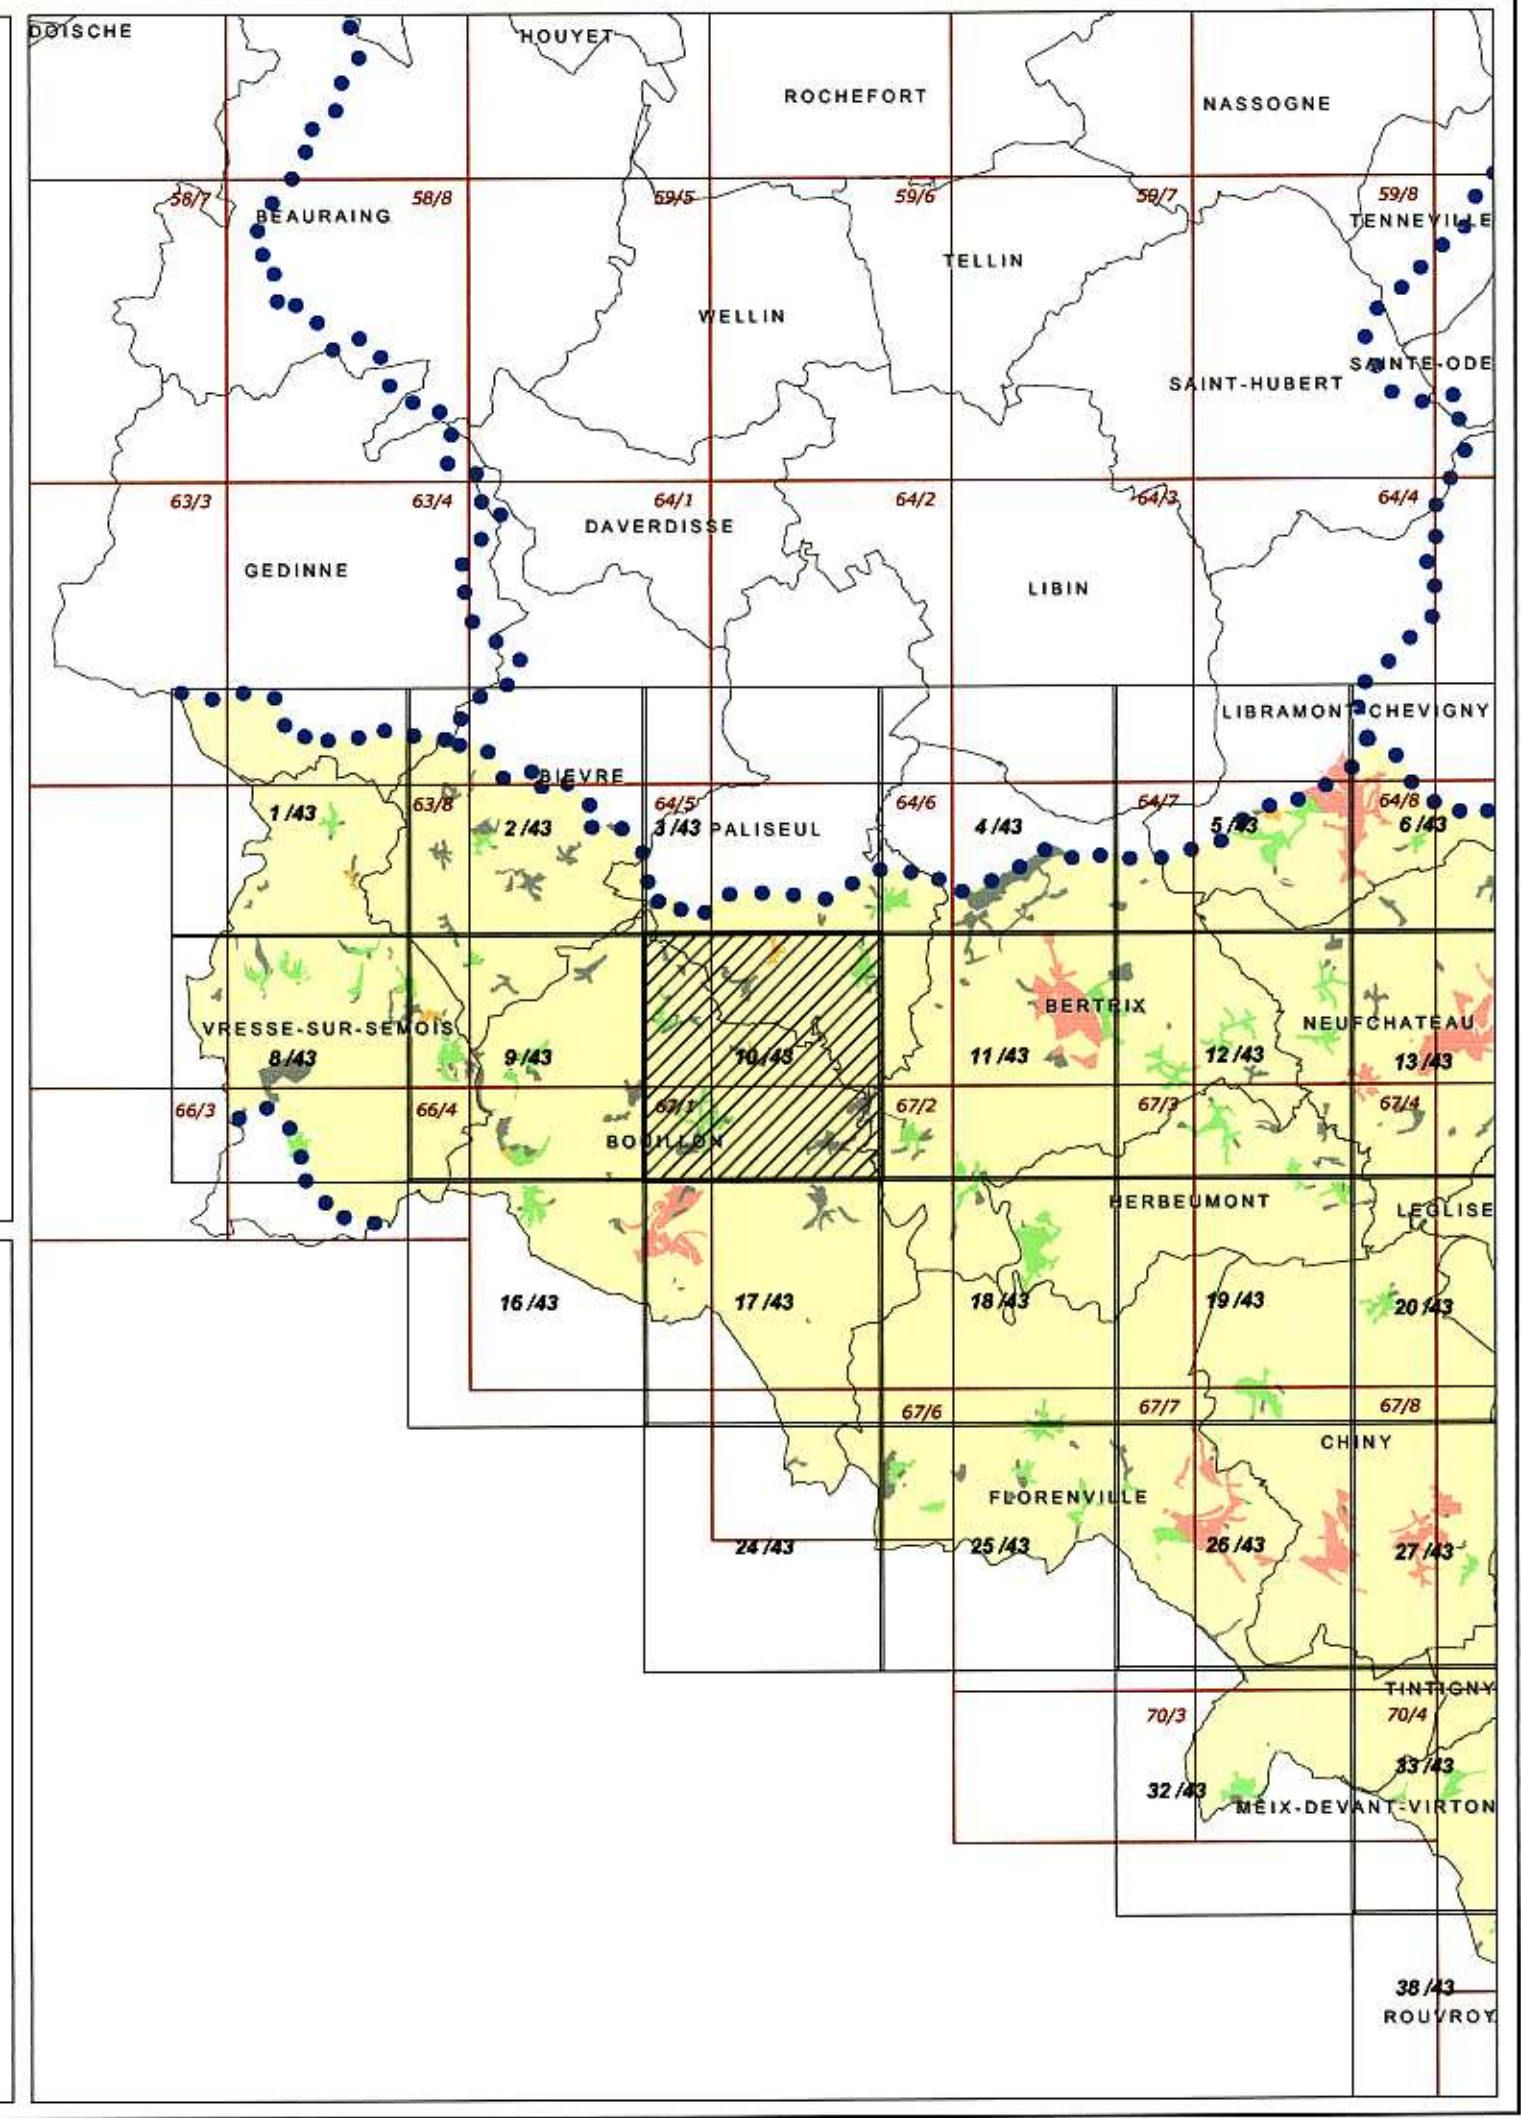 DOISCHE
HOUYET
ROCHEFORT
NASSOGNE
58/7
58/8
59/5
59/6
59/7
59/8
BEAURAING
TENNEVILLE
TELLIN
WELLIN
SAINTE-ODE
SAINT-HUBERT
63/3
63/4
64/1
64/2
64/3
64/4
DAVERDISSE
GEDINNE
LIBIN
LIBRAMONT-CHEVIGNY
BIEVRE
63/8
64/5
64/6
64/7
64/8
1 /43
2 /43
3 /43
PALISEUL
4 /43
5 /43
6 /43
BERTRIX
VRESSE-SUR-SEMOIS
NEUFCHATEAU
8 /43
9 /43
10 /43
11 /43
12 /43
13 /43
66/3
66/4
67/1
67/2
67/3
67/4
BOUILLON
HERBEUMONT
LEGLISE
16 /43
17 /43
18 /43
19 /43
20 /43
67/6
67/7
67/8
CHINY
FLORENVILLE
24 /43
25 /43
26 /43
27 /43
TINTIGNY
70/3
70/4
33 /43
32 /43
MEIX-DEVANT-VIRTON
38 /43
ROUVROY